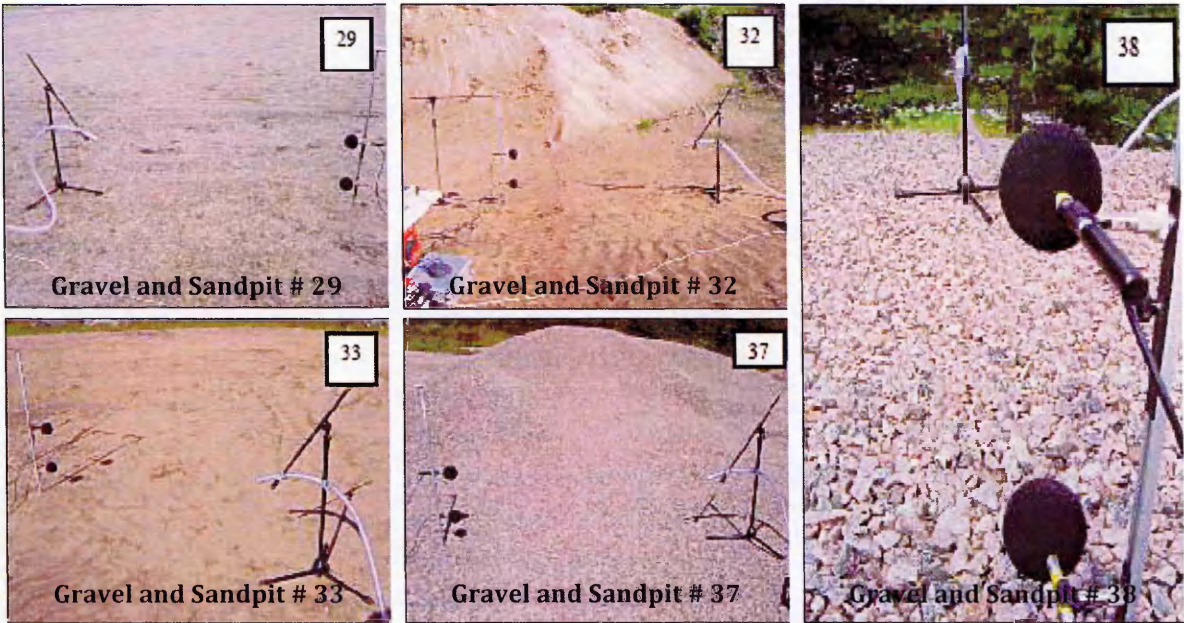 29
Gravel and Sandpit # 29
32
Gravel and Sandpit # 32
38
Gravel and Sandpit # 38
33
Gravel and Sandpit # 33
37
Gravel and Sandpit # 37